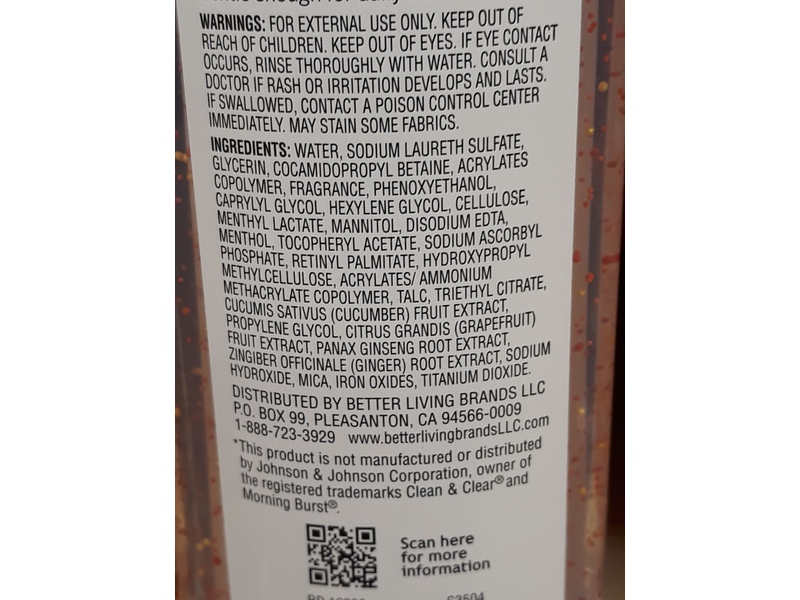 WARNINGS: FOR EXTERNAL USE ONLY. KEEP OUT OF
REACH OF CHILDREN. KEEP OUT OF EYES. IF EYE CONTACT
OCCURS, RINSE THOROUGHLY WITH WATER. CONSULT A
DOCTOR IF RASH OR IRRITATION DEVELOPS AND LASTS.
IF SWALLOWED, CONTACT A POISON CONTROL CENTER
IMMEDIATELY. MAY STAIN SOME FABRICS.
INGREDIENTS: WATER, SODIUM LAURETH SULFATE,
GLYCERIN, COCAMIDOPROPYL BETAINE, ACRYLATES
COPOLYMER, FRAGRANCE, PHENOXYETHANOL,
CAPRYLYL GLYCOL, HEXYLENE GLYCOL, CELLULOSE,
MENTHYL LACTATE, MANNITOL, DISODIUM EDTA,
MENTHOL, TOCOPHERYL ACETATE, SODIUM ASCORBYL
PHOSPHATE, RETINYL PALMITATE, HYDROXYPROPYL
METHYLCELLULOSE, ACRYLATES/ AMMONIUM
METHACRYLATE COPOLYMER, TALC, TRIETHYL CITRATE,
CUCUMIS SATIVUS (CUCUMBER) FRUIT EXTRACT,
PROPYLENE GLYCOL, CITRUS GRANDIS (GRAPEFRUIT)
FRUIT EXTRACT, PANAX GINSENG ROOT EXTRACT,
ZINGIBER OFFICINALE (GINGER) ROOT EXTRACT, SODIUM
HYDROXIDE, MICA, IRON OXIDES, TITANIUM DIOXIDE.
DISTRIBUTED BY BETTER LIVING BRANDS LLC
P.O. BOX 99, PLEASANTON, CA 94566-0009
1-888-723-3929 www.betterlivingbrandsLLC.com
*This product is not manufactured or distributed
by Johnson & Johnson Corporation, owner of
the registered trademarks Clean & Clear® and
Morning Burst®.
Scan here
for more
information